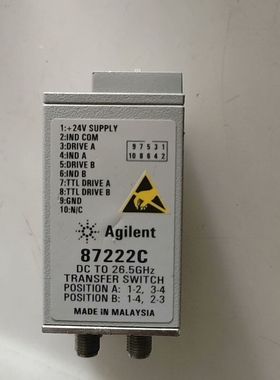 1:+24V SUPPLY
2:IND COM
3:DRIVE A
4:IND A
5:DRIVE B
6:IND B
7:TTL DRIVE A
8:TTL DRIVE B
9:GND
10:N/C
9 7 5 3 1
10 8 6 4 2
Agilent
87222C
DC TO 26.5GHz
TRANSFER SWITCH
POSITION A: 1-2, 3-4
POSITION B: 1-4, 2-3
MADE IN MALAYSIA